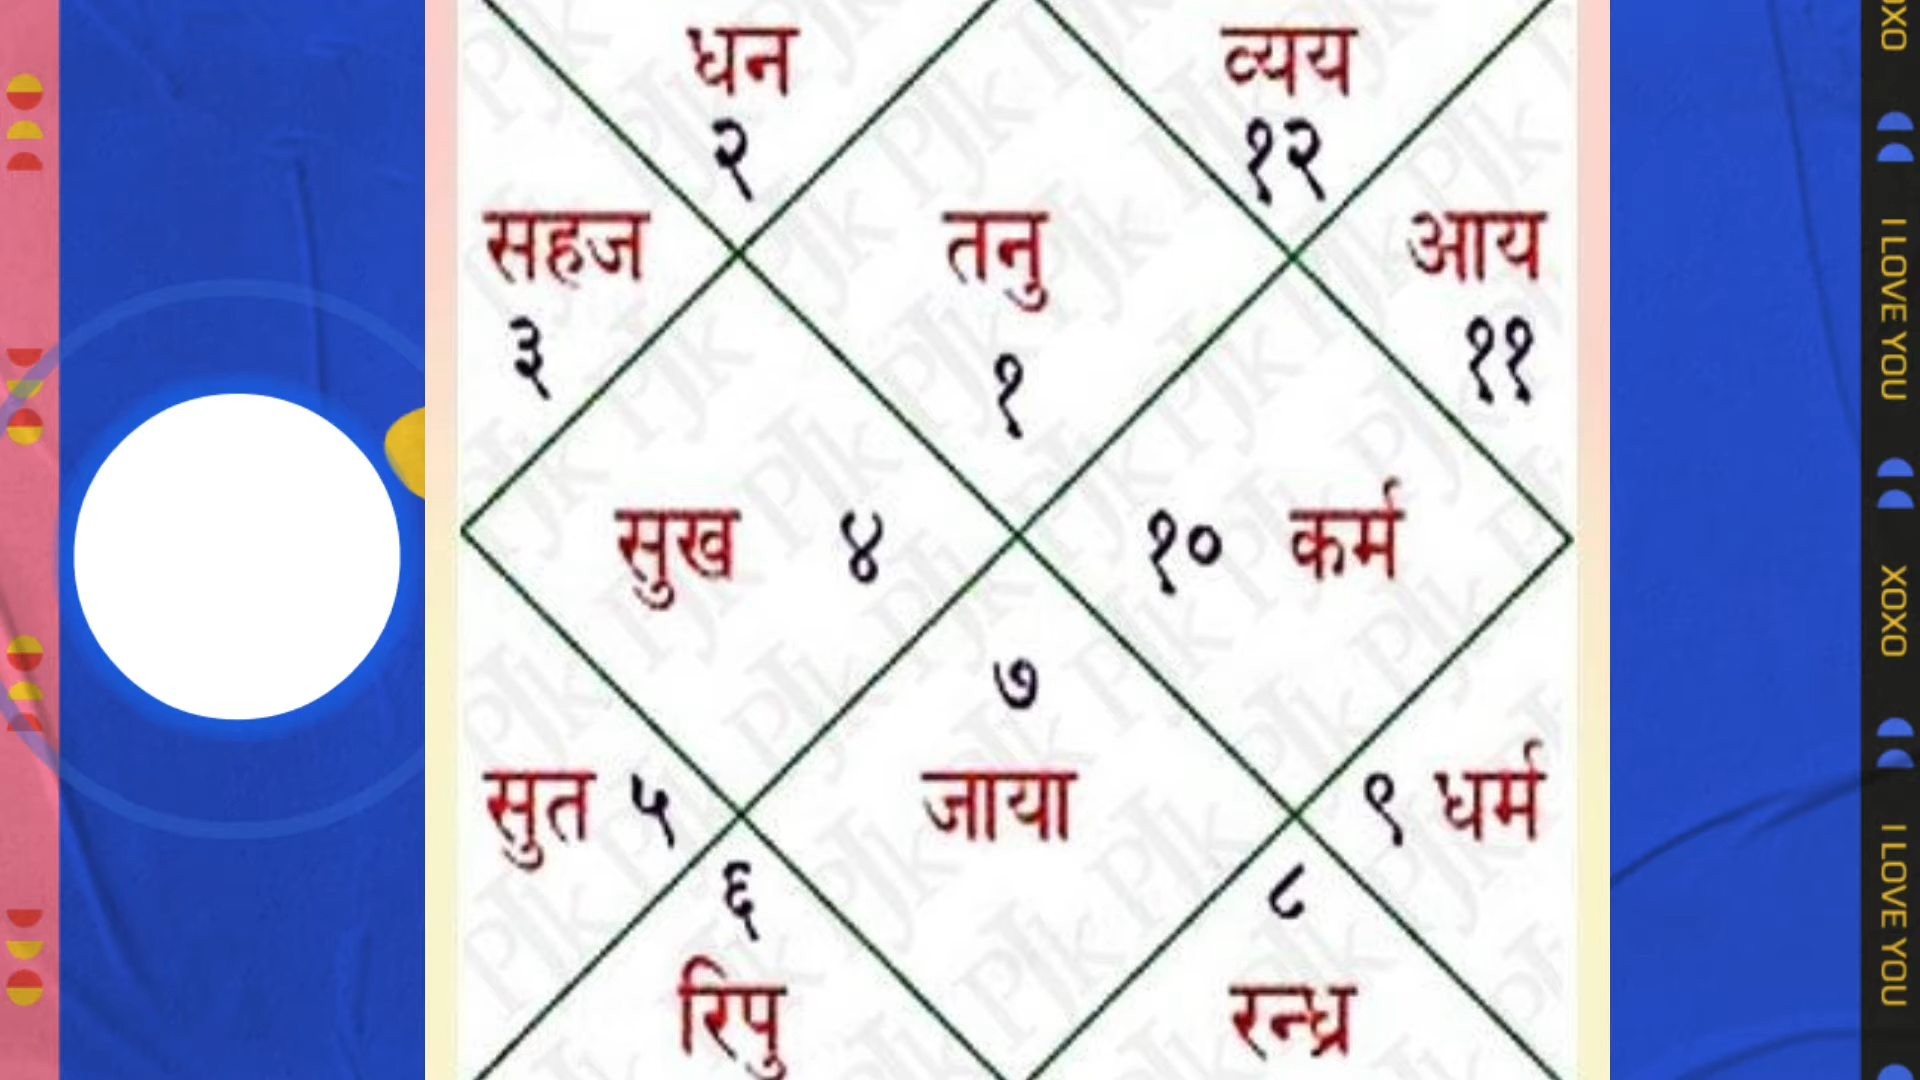 धन
२
व्यय
१२
सहज
३
तनु
१
आय
११
सुख ४
१० कर्म
७
जाया
सुत ५
९ धर्म
६
रिपु
८
रन्ध्र
XOXO
I LOVE YOU
XOXO
I LOVE YOU